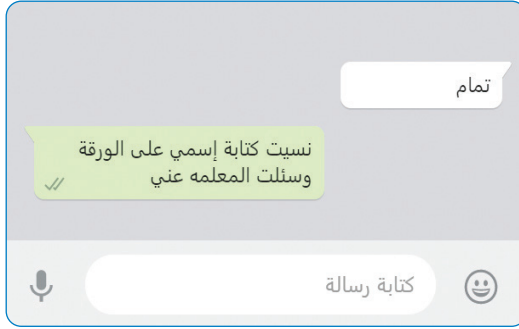 تمام
نسيت كتابة إسمي على الورقة
وسئلت المعلمه عني
كتابة رسالة